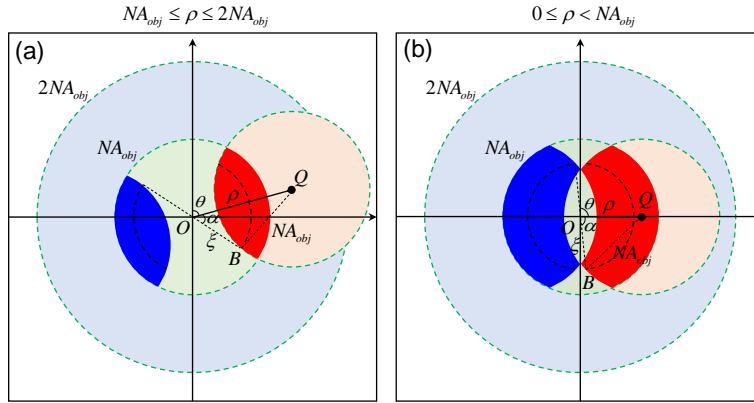 NA_obj ≤ ρ ≤ 2NA_obj
(a)
2NA_obj
NA_obj
Q
θ
ρ
O
α
NA_obj
ξ
B
0 ≤ ρ < NA_obj
(b)
2NA_obj
NA_obj
θ
ρ
Q
O
α
ξ
NA_obj
B